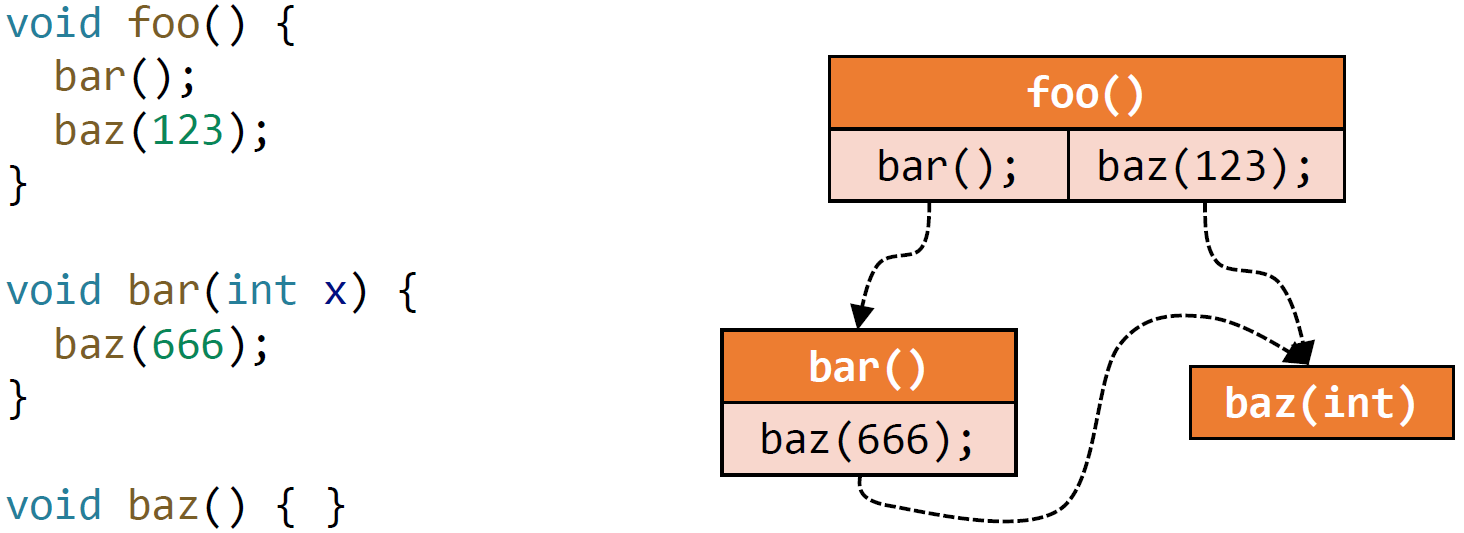 void foo() {
  bar();
  baz(123);
}
void bar(int x) {
  baz(666);
}
void baz() { }
foo()
bar(); baz(123);
bar()
baz(666);
baz(int)